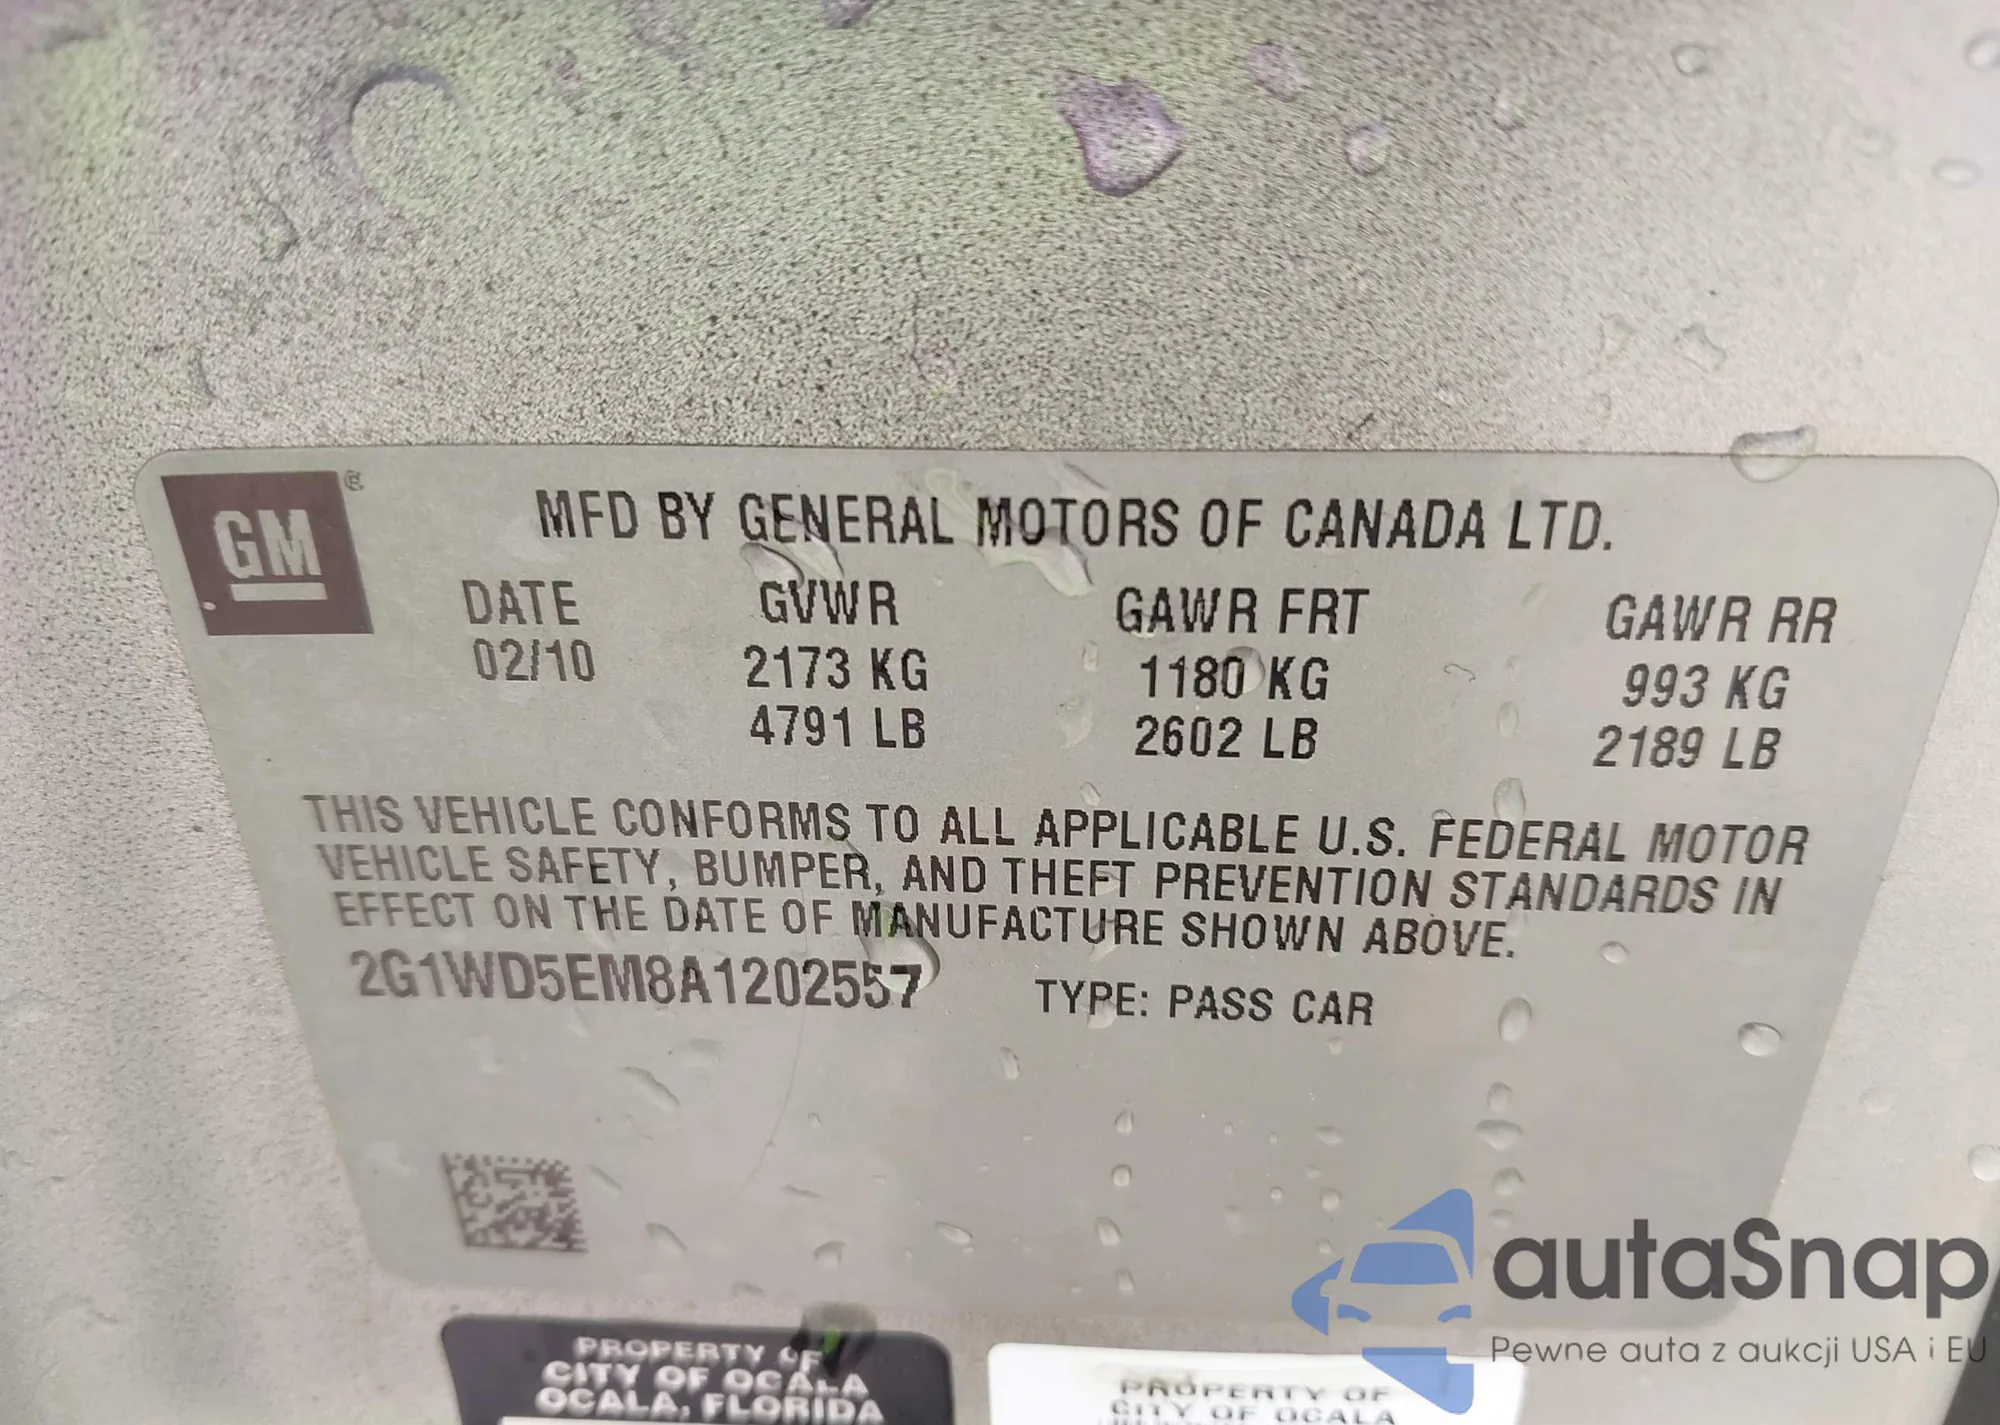 GM ®
MFD BY GENERAL MOTORS OF CANADA LTD.
DATE GVWR GAWR FRT GAWR RR
02/10 2173 KG 1180 KG 993 KG
4791 LB 2602 LB 2189 LB
THIS VEHICLE CONFORMS TO ALL APPLICABLE U.S. FEDERAL MOTOR
VEHICLE SAFETY, BUMPER, AND THEFT PREVENTION STANDARDS IN
EFFECT ON THE DATE OF MANUFACTURE SHOWN ABOVE.
2G1WD5EM8A1202557 TYPE: PASS CAR
PROPERTY OF
CITY OF OCALA
OCALA, FLORIDA
PROPERTY OF
CITY OF OCALA
autaSnap
Pewne auta z aukcji USA i EU